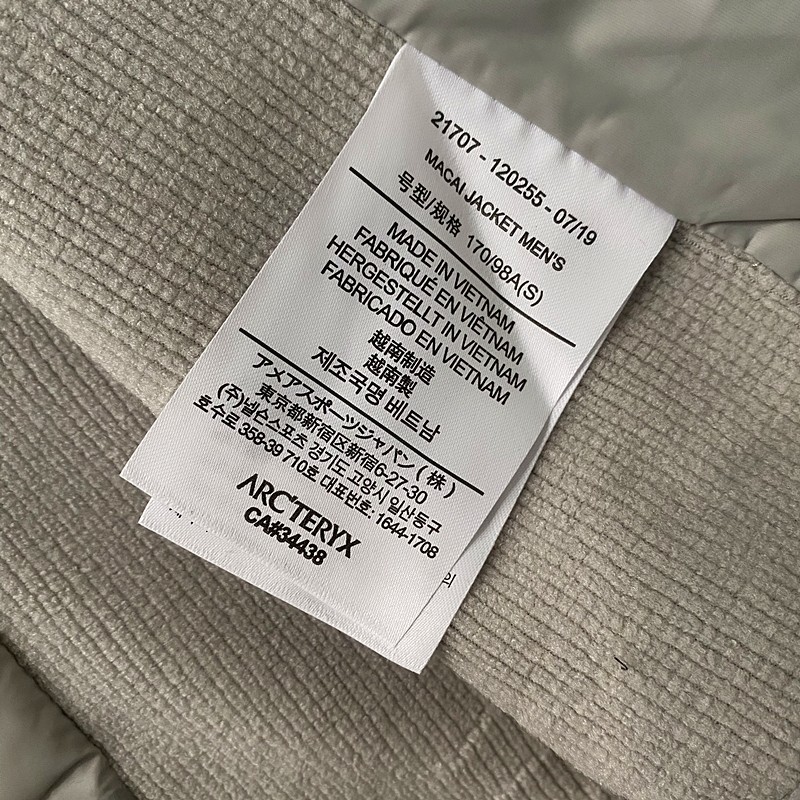 21707 - 120255 - 07/19
MACAI JACKET MEN'S
号型/规格 170/98A(S)
MADE IN VIETNAM
FABRIQUÉ EN VIÊTNAM
HERGESTELLT IN VIETNAM
FABRICADO EN VIETNAM
越南制造
越南製
제조국명 베트남
アメアスポーツジャパン(株)
東京都新宿区新宿6-27-30
(주)넬슨스포츠 경기도 고양시 일산동구
호수로 358-39 710호 대표번호: 1644-1708
ARC'TERYX
CA#34438
의